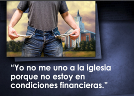 "Yo no me uno a la iglesia
porque no estoy en
condiciones financieras."